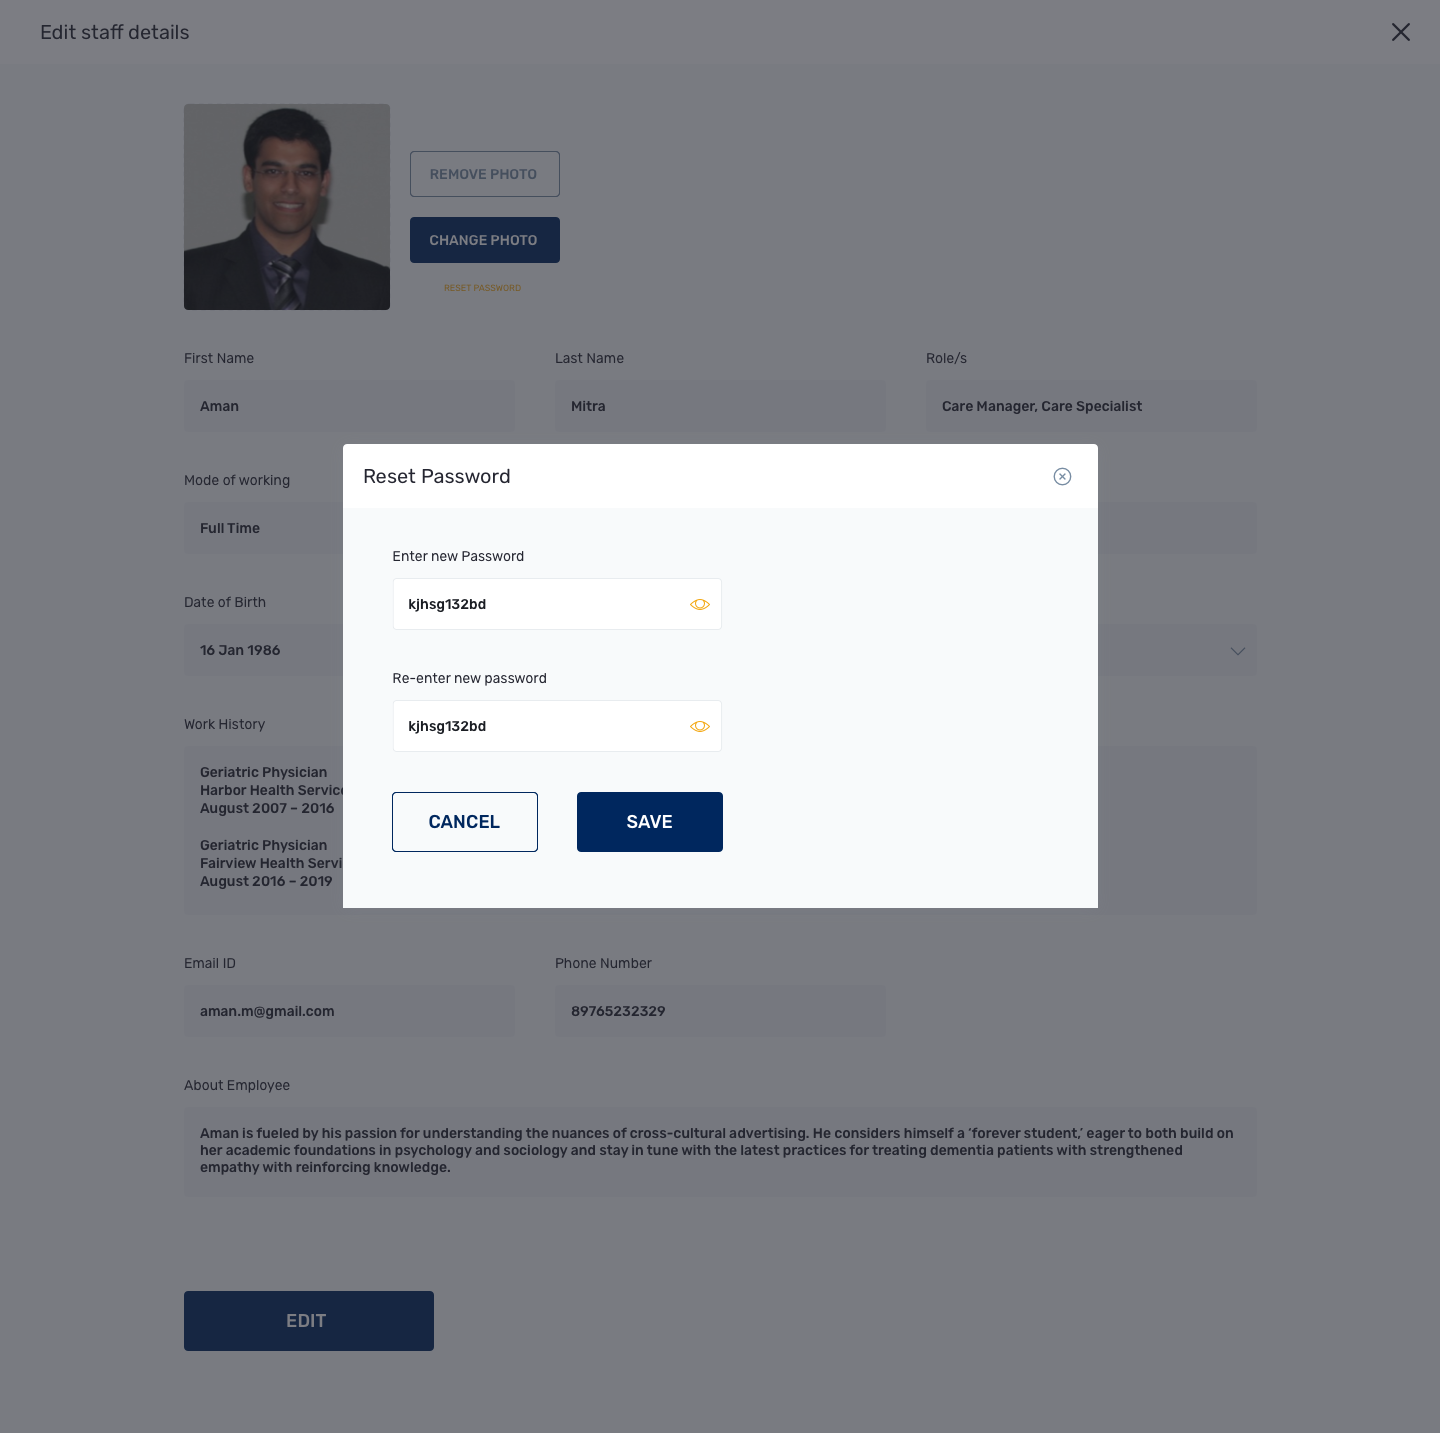 Edit staff details
REMOVE PHOTO
CHANGE PHOTO
RESET PASSWORD
First Name
Last Name
Role/s
Aman
Mitra
Care Manager, Care Specialist
Mode of working
Full Time
Date of Birth
16 Jan 1986
Work History
Geriatric Physician
Harbor Health Service
August 2007 – 2016
Geriatric Physician
Fairview Health Servi
August 2016 – 2019
Reset Password
Enter new Password
kjhsg132bd
Re-enter new password
kjhsg132bd
CANCEL
SAVE
Email ID
Phone Number
aman.m@gmail.com
89765232329
About Employee
Aman is fueled by his passion for understanding the nuances of cross-cultural advertising. He considers himself a ‘forever student,’ eager to both build on
her academic foundations in psychology and sociology and stay in tune with the latest practices for treating dementia patients with strengthened
empathy with reinforcing knowledge.
EDIT